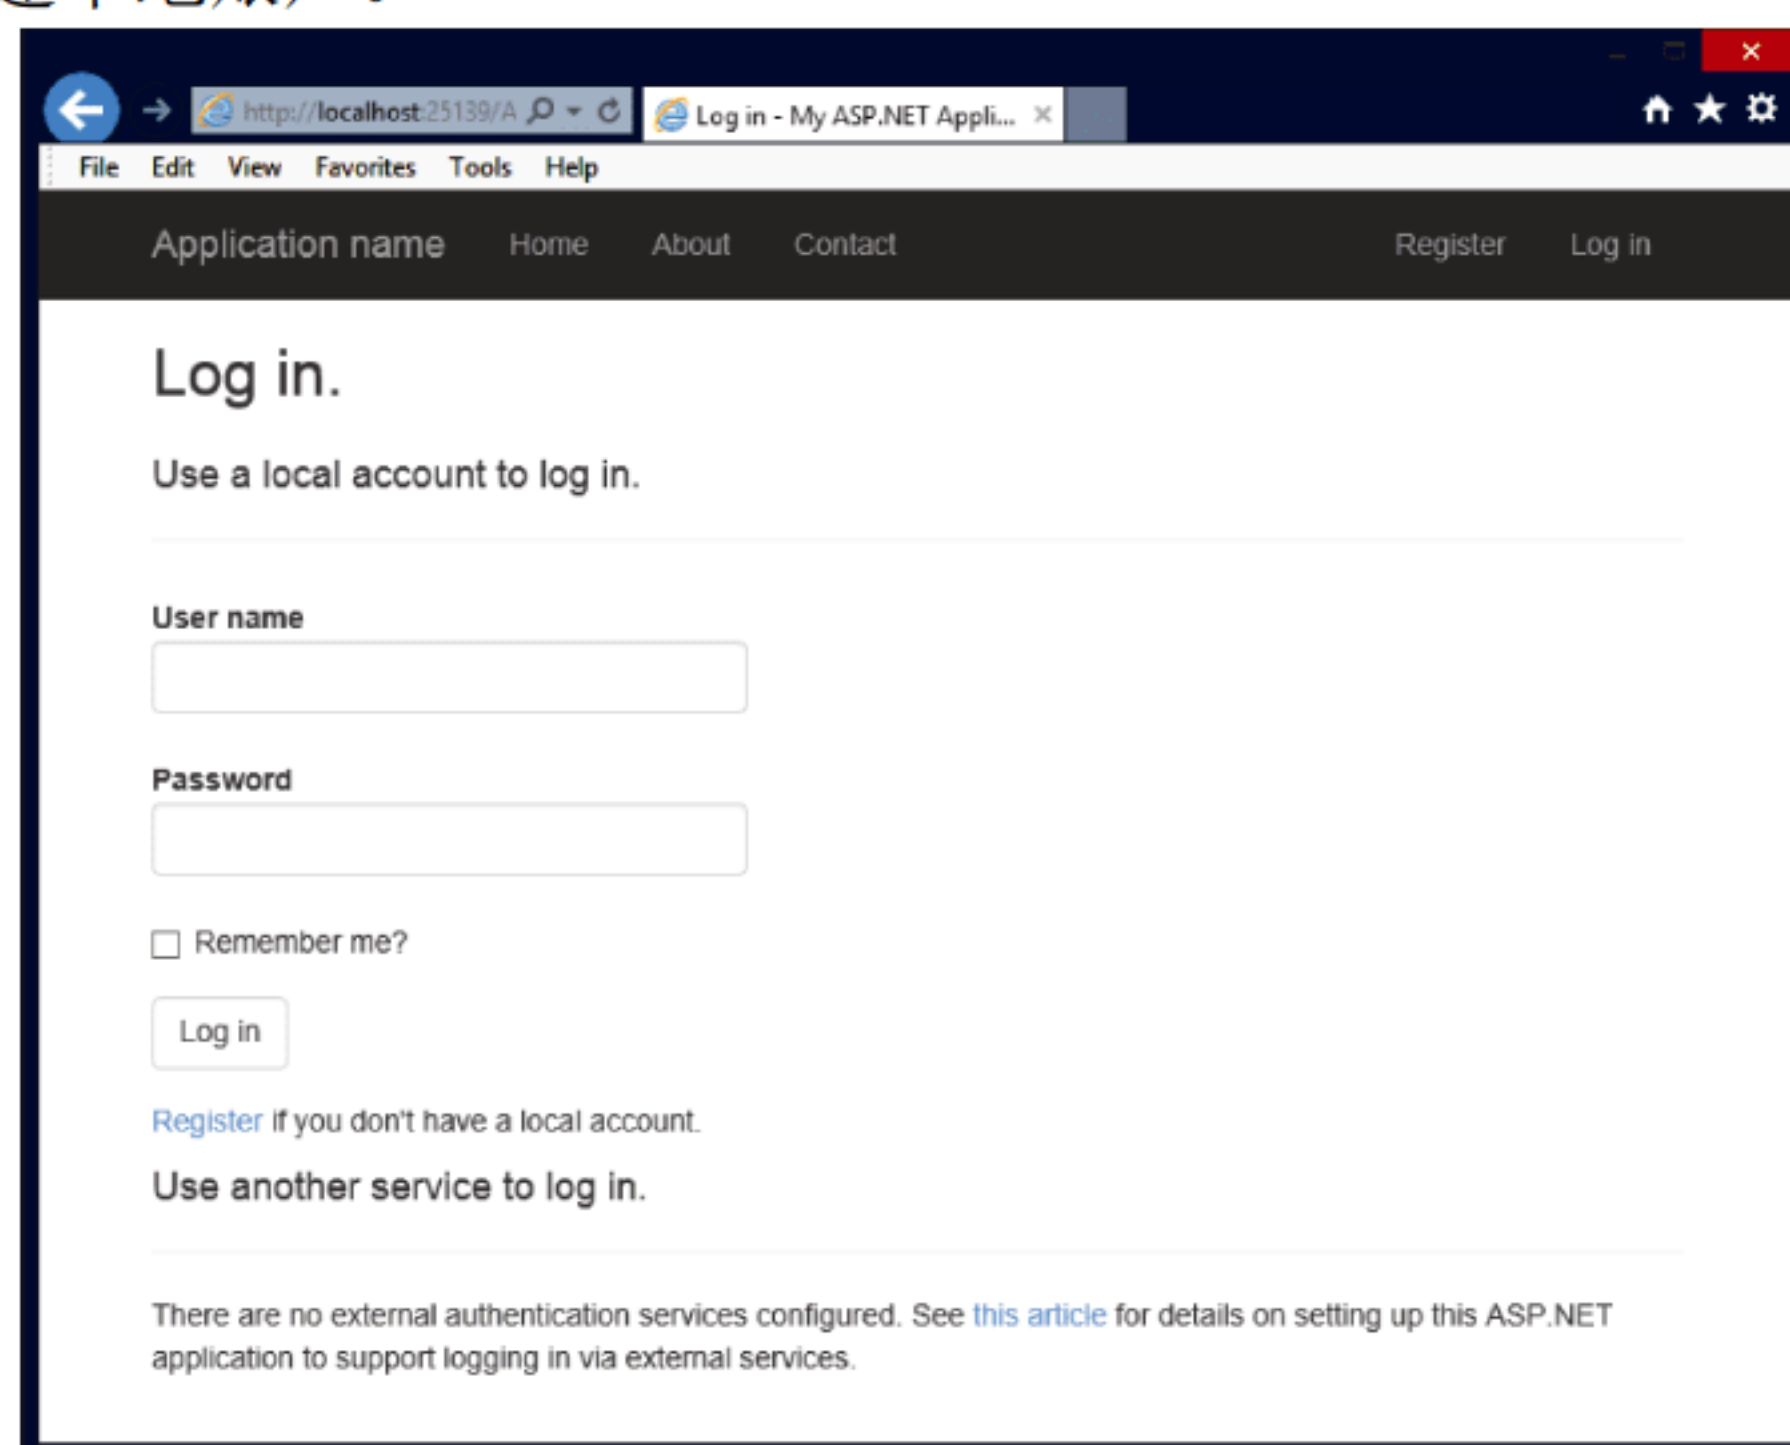 http://localhost:25139/A
Log in - My ASP.NET Appli...
File Edit View Favorites Tools Help
Application name Home About Contact Register Log in
Log in.
Use a local account to log in.
User name
Password
Remember me?
Log in
Register if you don't have a local account.
Use another service to log in.
There are no external authentication services configured. See this article for details on setting up this ASP.NET
application to support logging in via external services.